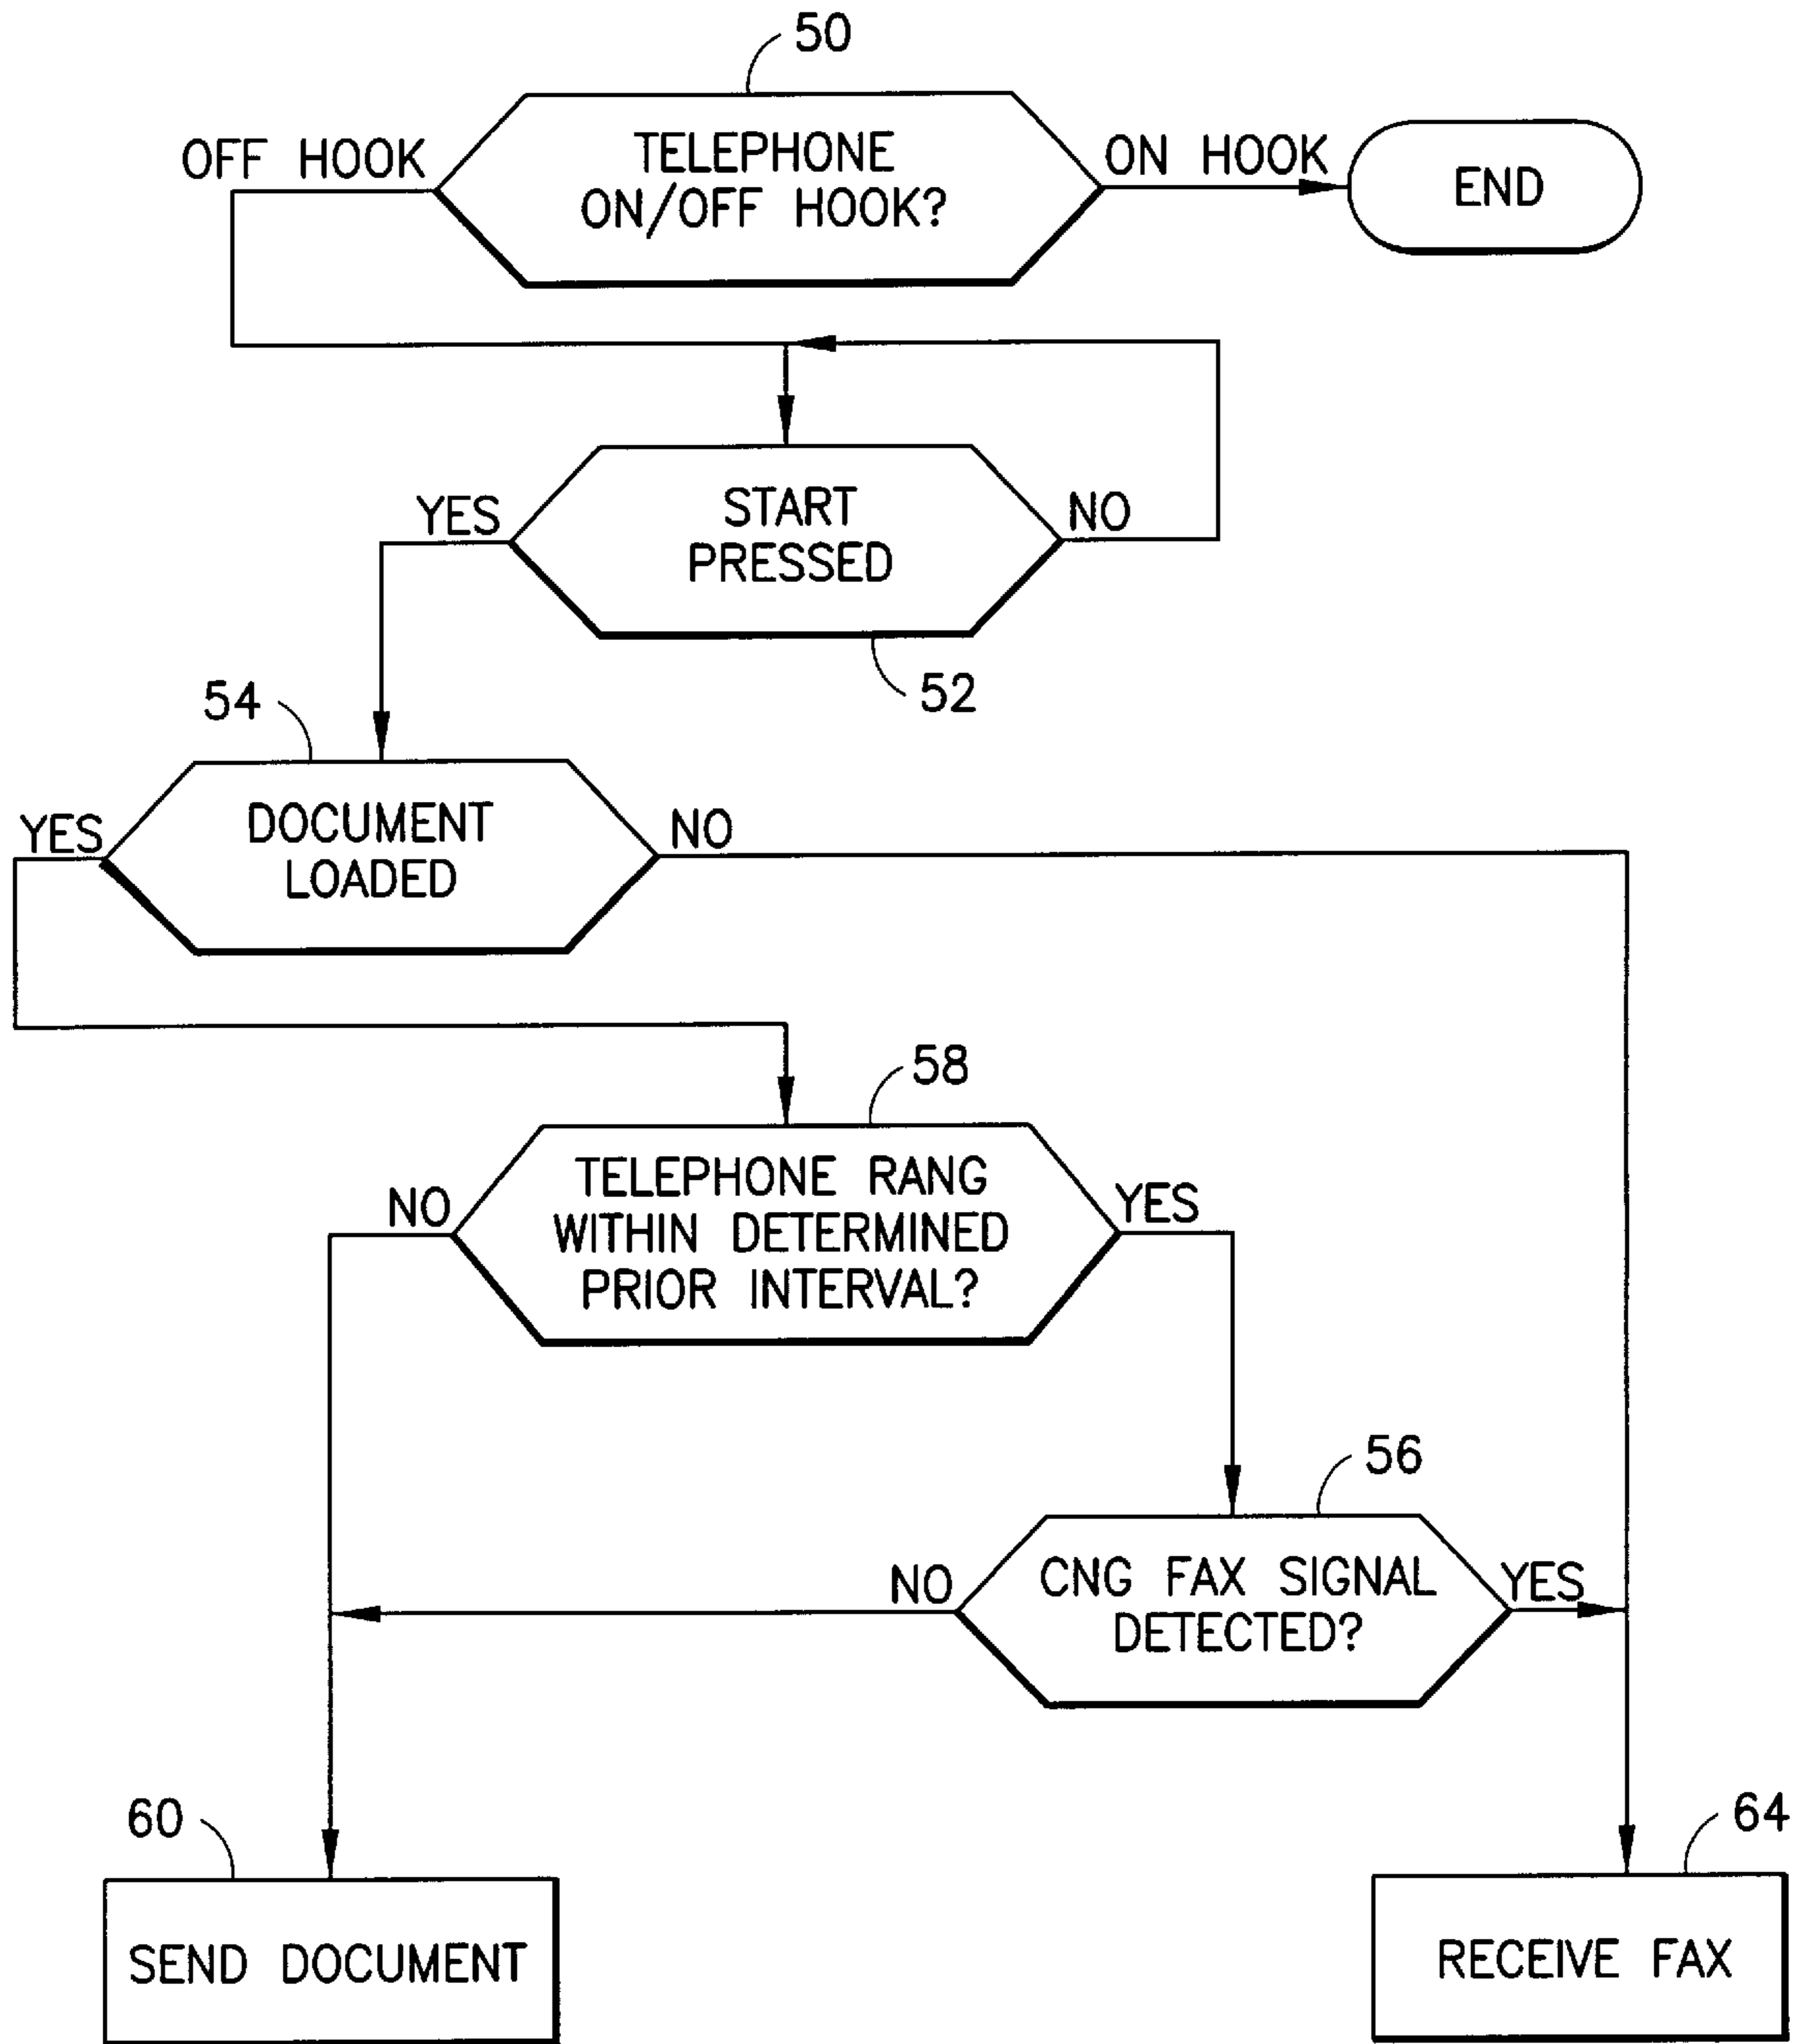 50
OFF HOOK
TELEPHONE
ON/OFF HOOK?
ON HOOK
END
YES
START
PRESSED
NO
52
54
YES
DOCUMENT
LOADED
NO
58
NO
TELEPHONE RANG
WITHIN DETERMINED
PRIOR INTERVAL?
YES
56
NO
CNG FAX SIGNAL
DETECTED?
YES
60
SEND DOCUMENT
64
RECEIVE FAX